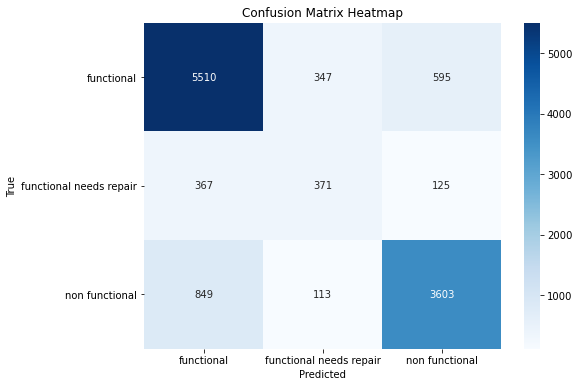 Confusion Matrix Heatmap
True
functional
5510
347
595
functional needs repair
367
371
125
non functional
849
113
3603
functional
functional needs repair
non functional
Predicted
5000
4000
3000
2000
1000